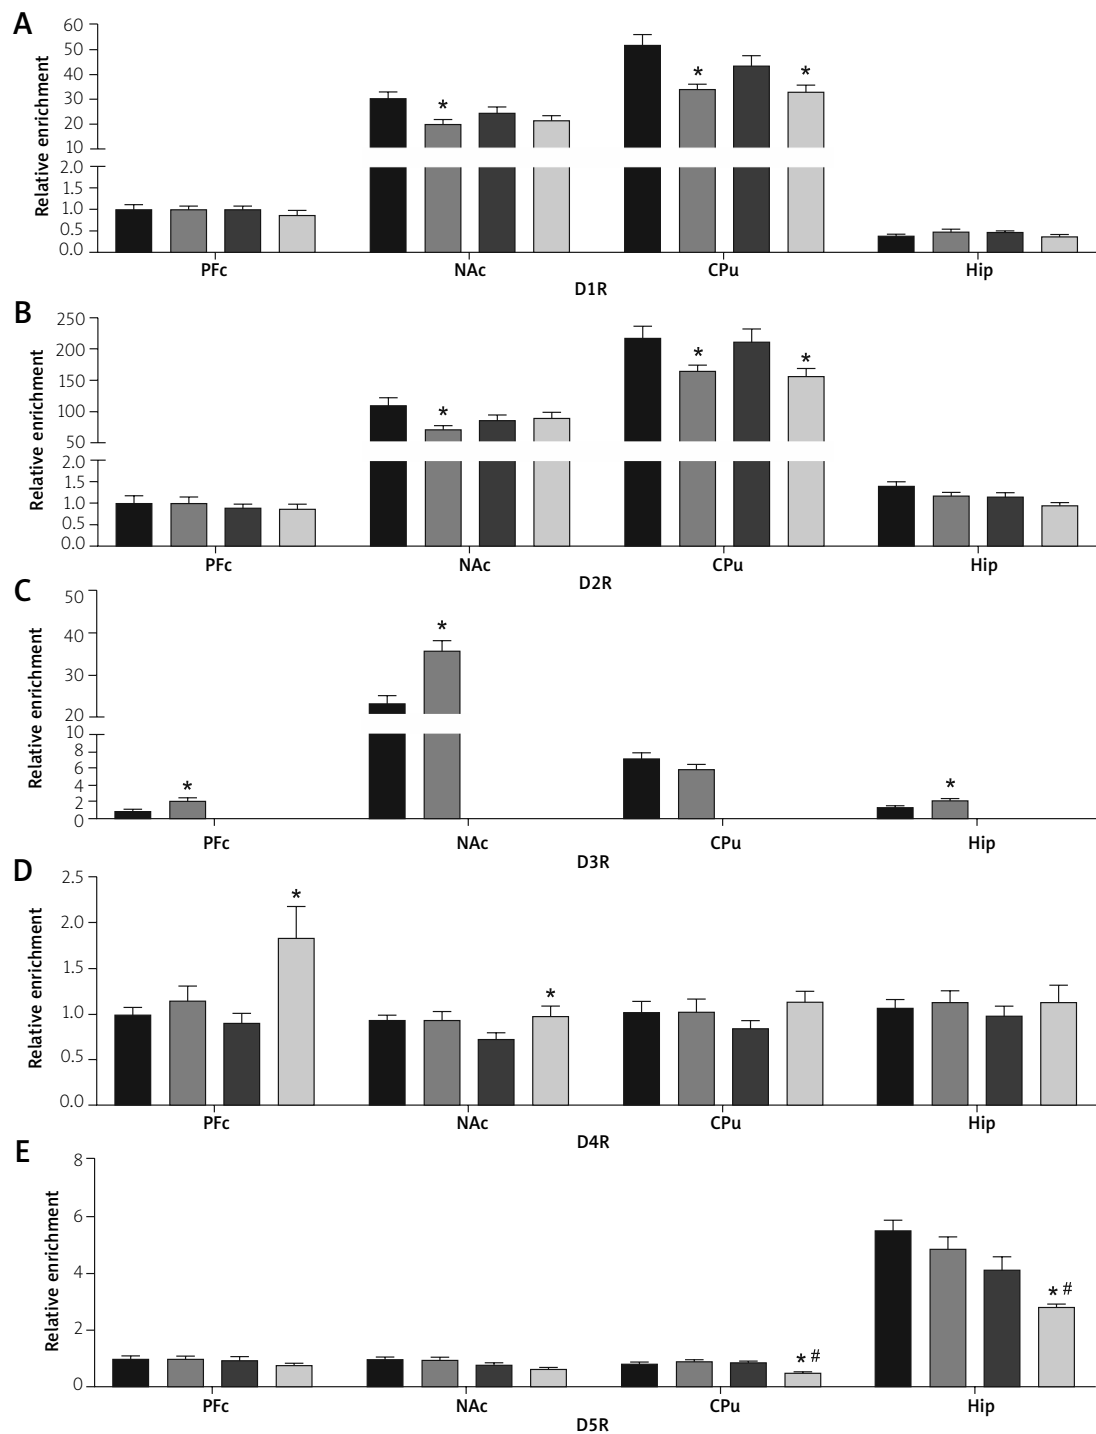 A
Relative enrichment
60
50
40
30
20
10
2.0
1.5
1.0
0.5
0.0
* * *
PFc NAc CPu Hip
D1R
B
Relative enrichment
250
200
150
100
50
2.0
1.5
1.0
0.5
0.0
* * *
PFc NAc CPu Hip
D2R
C
Relative enrichment
50
40
30
20
10
8
6
4
2
0
* * *
PFc NAc CPu Hip
D3R
D
Relative enrichment
2.5
2.0
1.5
1.0
0.5
0.0
* *
PFc NAc CPu Hip
D4R
E
Relative enrichment
8
6
4
2
0
* # * #
PFc NAc CPu Hip
D5R